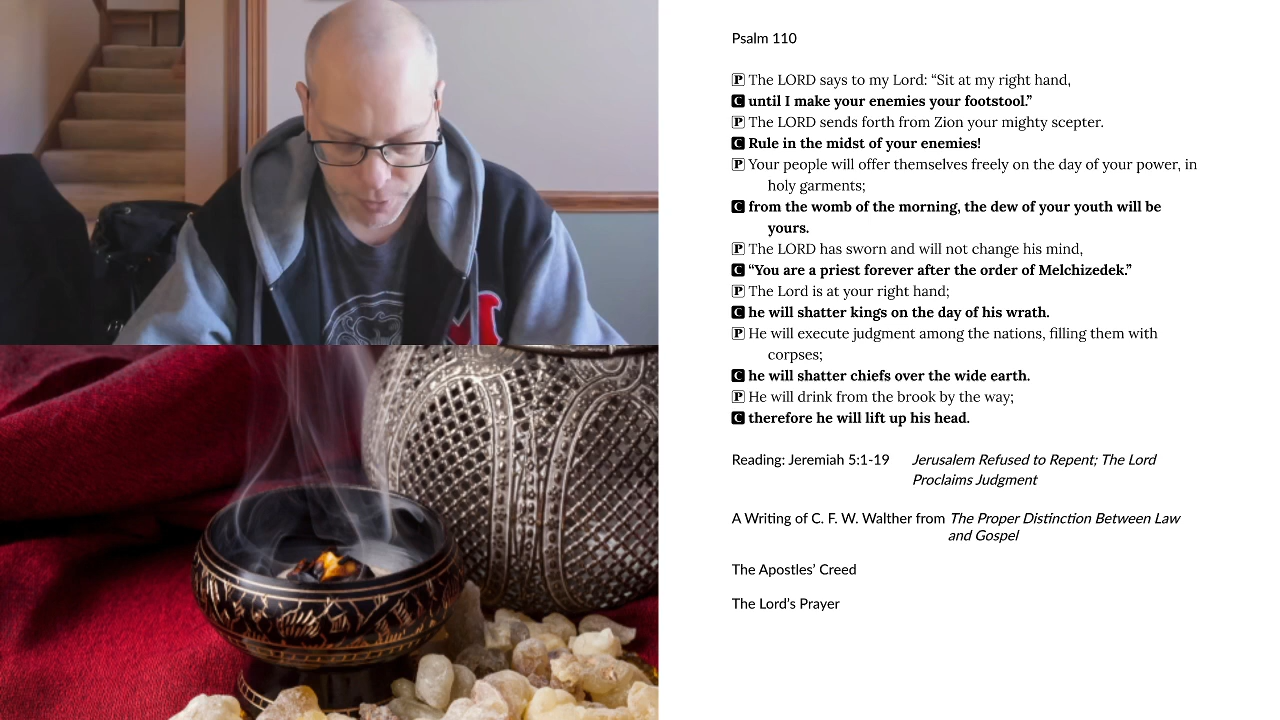 Psalm 110
P The LORD says to my Lord: “Sit at my right hand,
C until I make your enemies your footstool.”
P The LORD sends forth from Zion your mighty scepter.
C Rule in the midst of your enemies!
P Your people will offer themselves freely on the day of your power, in
holy garments;
C from the womb of the morning, the dew of your youth will be
yours.
P The LORD has sworn and will not change his mind,
C “You are a priest forever after the order of Melchizedek.”
P The Lord is at your right hand;
C he will shatter kings on the day of his wrath.
P He will execute judgment among the nations, filling them with
corpses;
C he will shatter chiefs over the wide earth.
P He will drink from the brook by the way;
C therefore he will lift up his head.
Reading: Jeremiah 5:1-19 Jerusalem Refused to Repent; The Lord
Proclaims Judgment
A Writing of C. F. W. Walther from The Proper Distinction Between Law
and Gospel
The Apostles’ Creed
The Lord’s Prayer